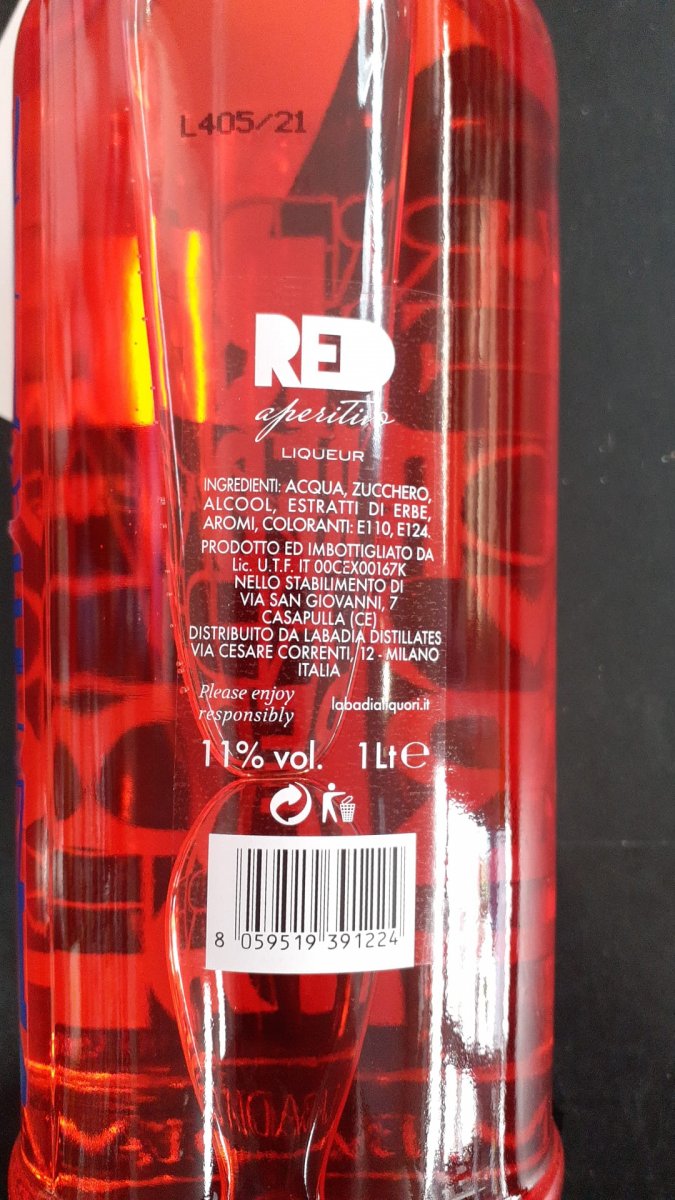 L405/21
RED
aperitivo
LIQUEUR
INGREDIENTI: ACQUA, ZUCCHERO,
ALCOOL, ESTRATTI DI ERBE,
AROMI, COLORANTI: E110, E124.
PRODOTTO ED IMBOTTIGLIATO DA
Lic. U.T.F. IT 00CEX00167K
NELLO STABILIMENTO DI
VIA SAN GIOVANNI, 7
CASAPULLA (CE)
DISTRIBUITO DA LABADIA DISTILLATES
VIA CESARE CORRENTI, 12 - MILANO
ITALIA
Please enjoy
responsibly
labadialiquori.it
11% vol. 1Lt℮
8 059519 391224